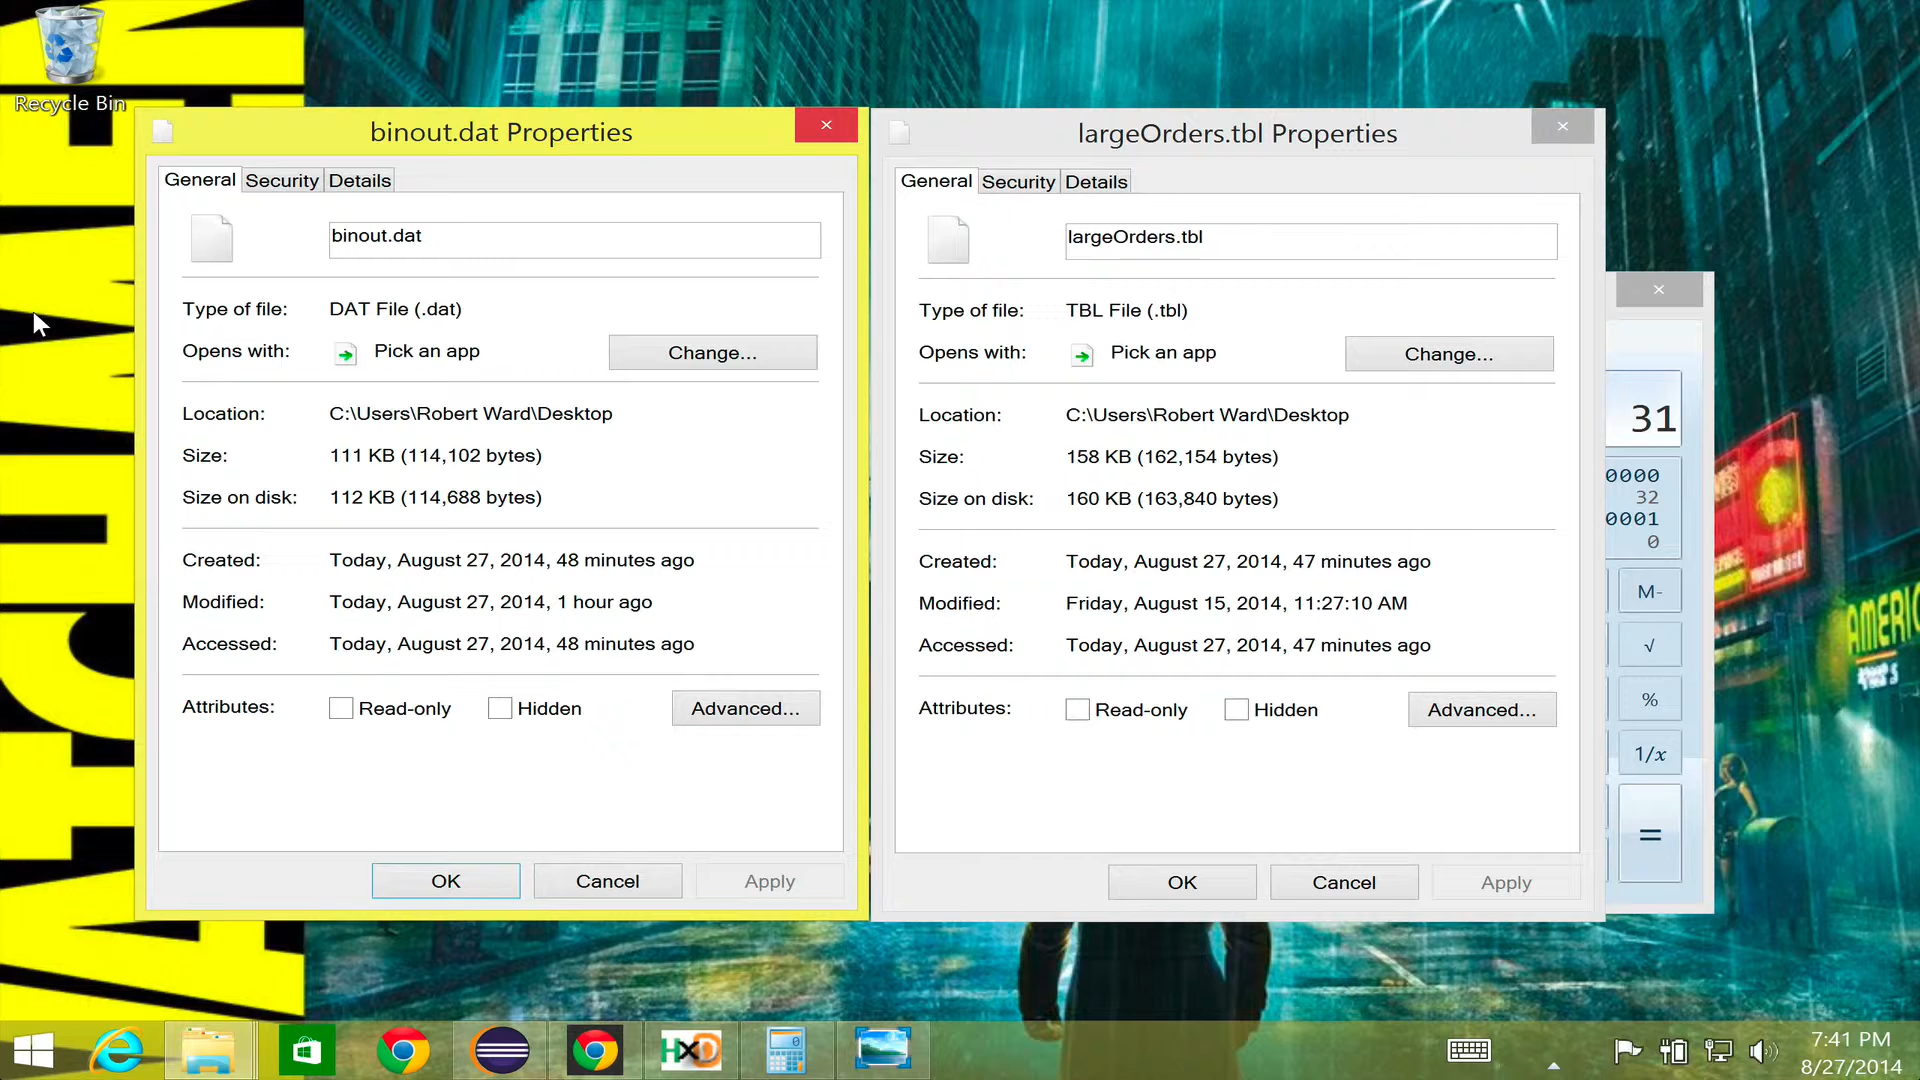 Recycle Bin
binout.dat Properties
General
Security
Details
binout.dat
Type of file:
DAT File (.dat)
Opens with:
Pick an app
Change...
Location:
C:\Users\Robert Ward\Desktop
Size:
111 KB (114,102 bytes)
Size on disk:
112 KB (114,688 bytes)
Created:
Today, August 27, 2014, 48 minutes ago
Modified:
Today, August 27, 2014, 1 hour ago
Accessed:
Today, August 27, 2014, 48 minutes ago
Attributes:
Read-only
Hidden
Advanced...
OK
Cancel
Apply
largeOrders.tbl Properties
General
Security
Details
largeOrders.tbl
Type of file:
TBL File (.tbl)
Opens with:
Pick an app
Change...
Location:
C:\Users\Robert Ward\Desktop
Size:
158 KB (162,154 bytes)
Size on disk:
160 KB (163,840 bytes)
Created:
Today, August 27, 2014, 47 minutes ago
Modified:
Friday, August 15, 2014, 11:27:10 AM
Accessed:
Today, August 27, 2014, 47 minutes ago
Attributes:
Read-only
Hidden
Advanced...
OK
Cancel
Apply
31
0000
32
0001
0
M-
√
%
1/x
=
HxD
0
7:41 PM
8/27/2014